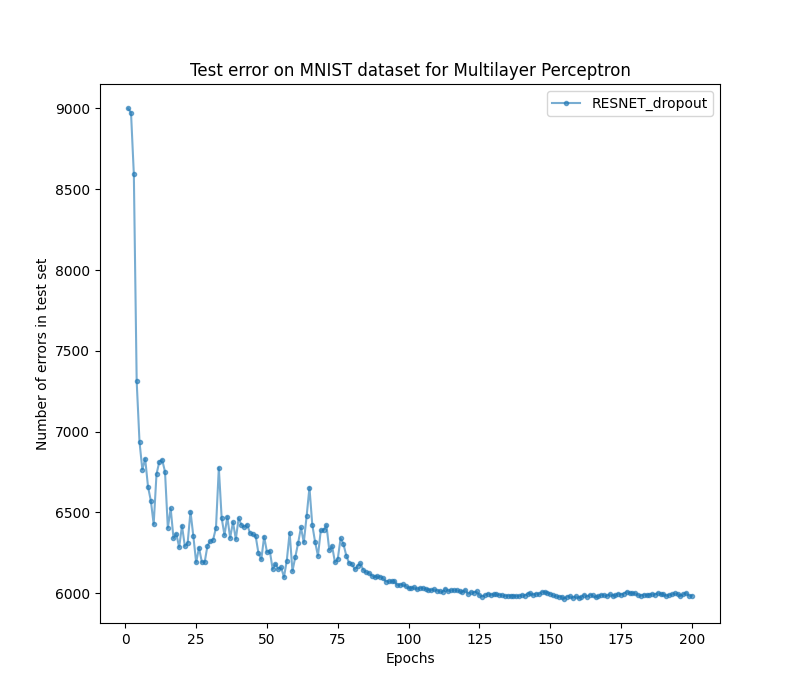 Test error on MNIST dataset for Multilayer Perceptron
RESNET_dropout
9000
8500
8000
7500
7000
6500
6000
Number of errors in test set
0 25 50 75 100 125 150 175 200
Epochs